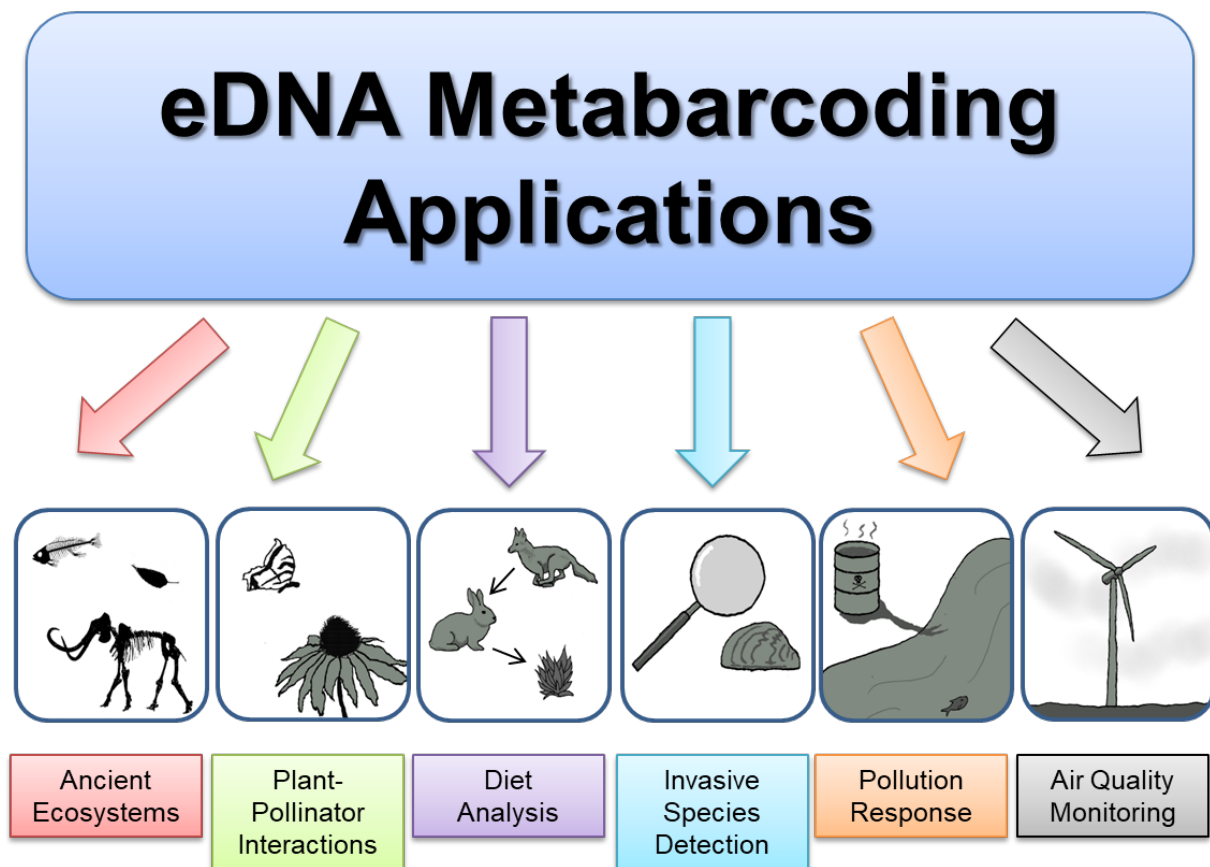 eDNA Metabarcoding
Applications
Ancient
Ecosystems
Plant-
Pollinator
Interactions
Diet
Analysis
Invasive
Species
Detection
Pollution
Response
Air Quality
Monitoring